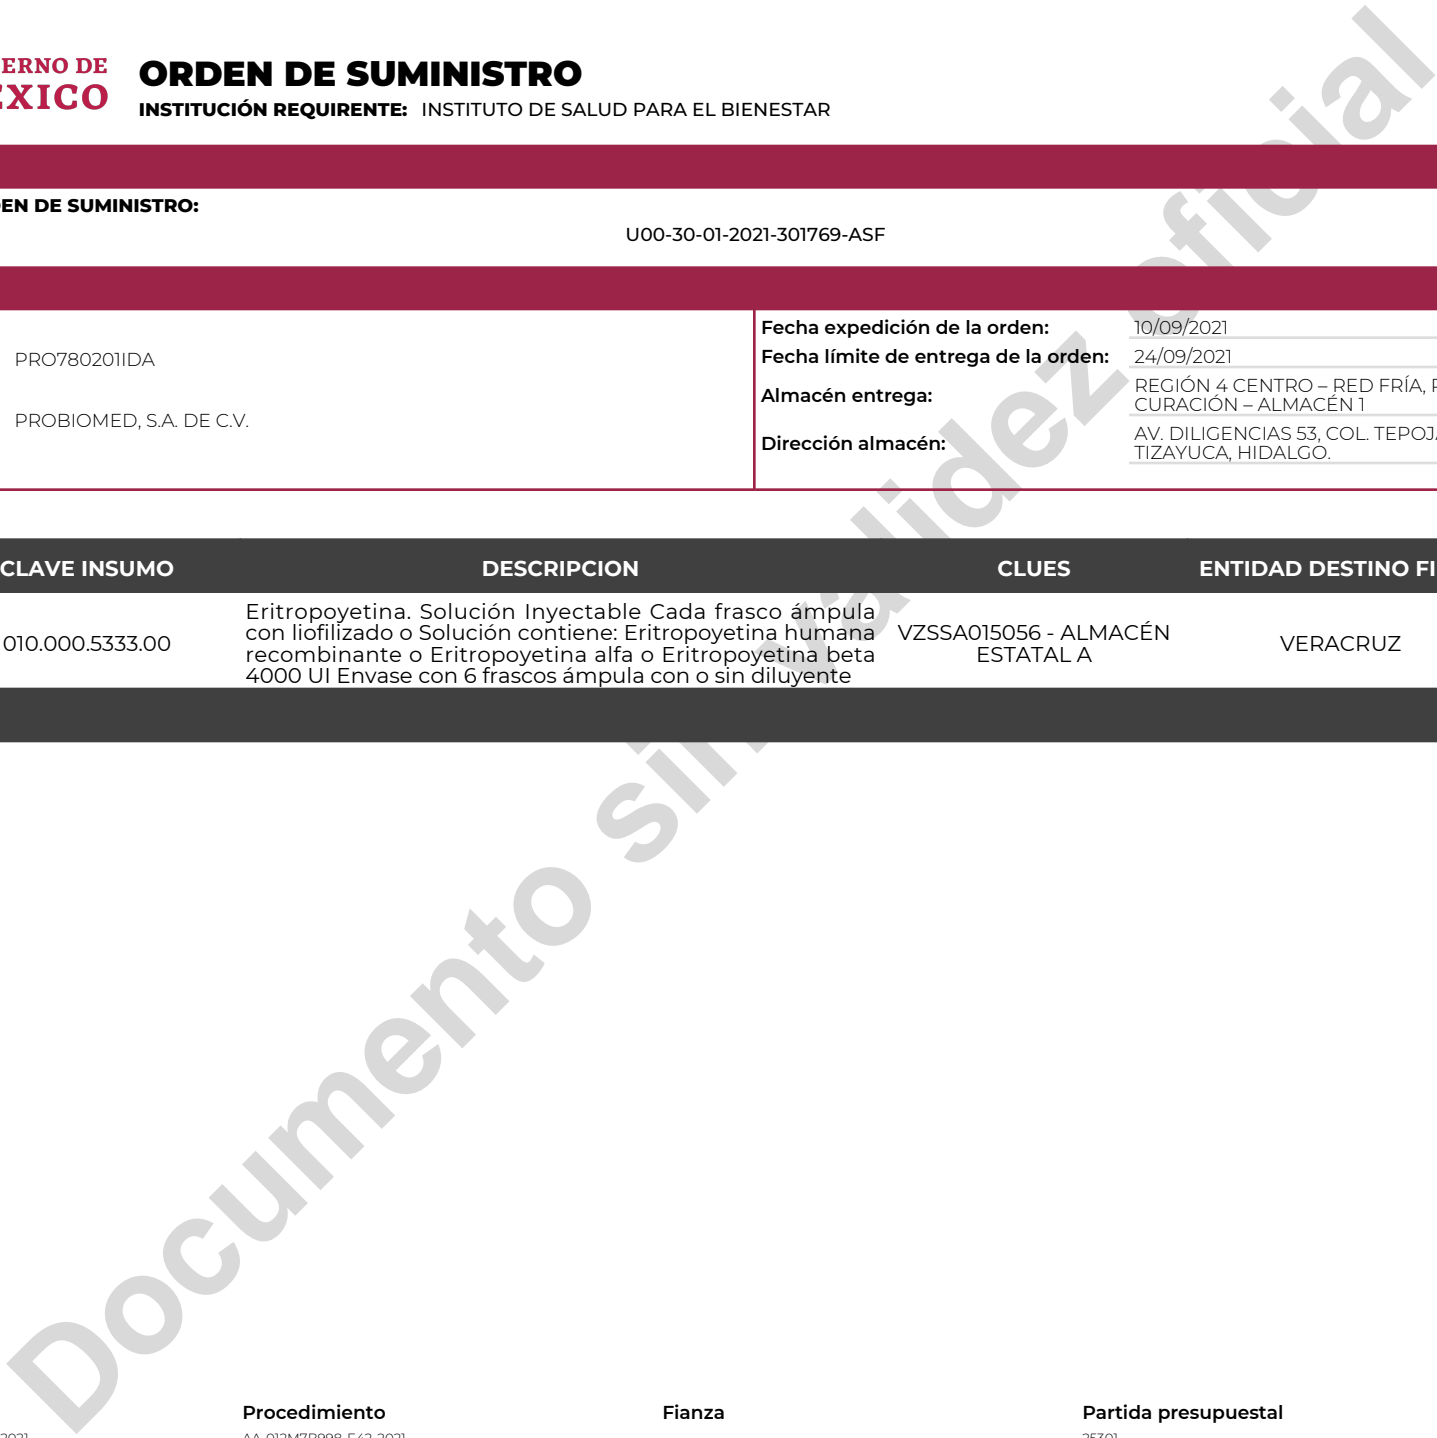 ORDEN DE SUMINISTRO
INSTITUCIÓN REQUIRENTE: INSTITUTO DE SALUD PARA EL BIENESTAR
DE SUMINISTRO:
U00-30-01-2021-301769-ASF
PRO780201IDA
PROBIOMED, S.A. DE C.V.
Fecha expedición de la orden: 10/09/2021
Fecha límite de entrega de la orden: 24/09/2021
Almacén entrega: REGIÓN 4 CENTRO – RED FRÍA,
CURACIÓN – ALMACÉN 1
Dirección almacén: AV. DILIGENCIAS 53, COL.
TIZAYUCA, HIDALGO.
CLAVE INSUMO DESCRIPCION CLUES ENTIDAD DESTINO
010.000.5333.00
Eritropoyetina. Solución Inyectable Cada frasco ámpula
con liofilizado o Solución contiene: Eritropoyetina humana
recombinante o Eritropoyetina alfa o Eritropoyetina beta
4000 UI Envase con 6 frascos ámpula con o sin diluyente
VZSSA015056 - ALMACÉN
ESTATAL A
VERACRUZ
Documento sin validez oficial
Procedimiento Fianza Partida presupuestal